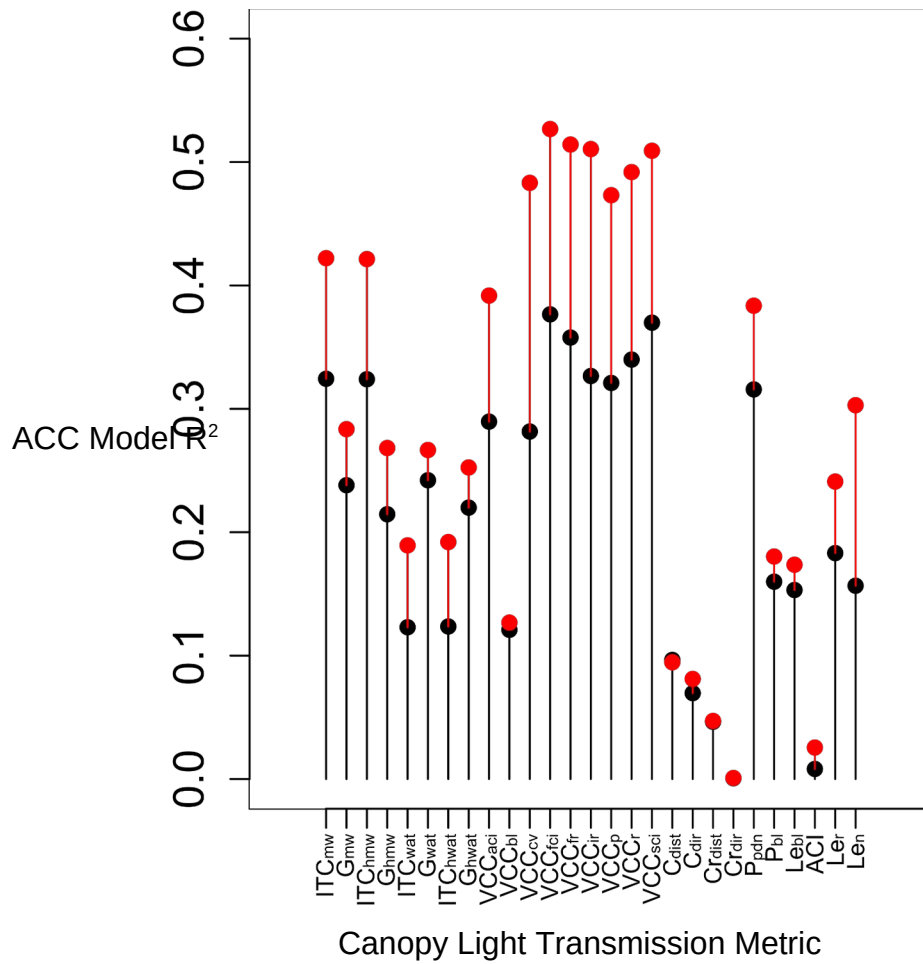 0.6
0.5
0.4
0.3
0.2
0.1
0.0
ACC Model R²
ITCmw
Gmw
ITChmw
Ghmw
ITCwat
Gwat
ITChwat
Ghwat
VCCaci
VCCbl
VCCcv
VCCfci
VCCfr
VCCir
VCCp
VCCr
VCCsci
Cdist
Cdir
Crdist
Crdir
Ppdn
Pbl
Lebl
ACI
Ler
Len
Canopy Light Transmission Metric